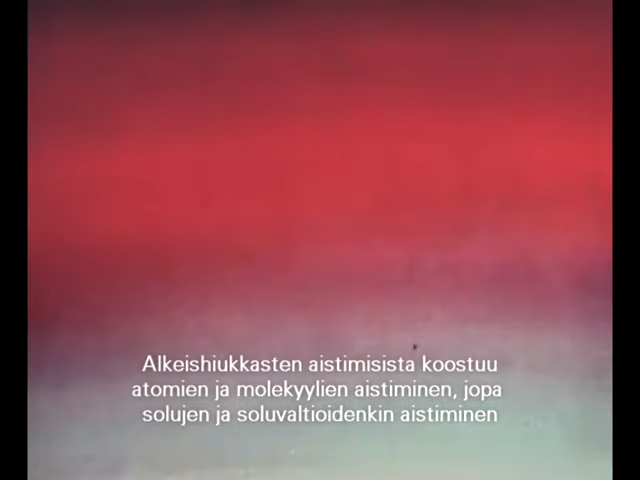 Alkeishiukkasten aistimisista koostuu
atomien ja molekyylien aistiminen, jopa
solujen ja soluvaltioidenkin aistiminen